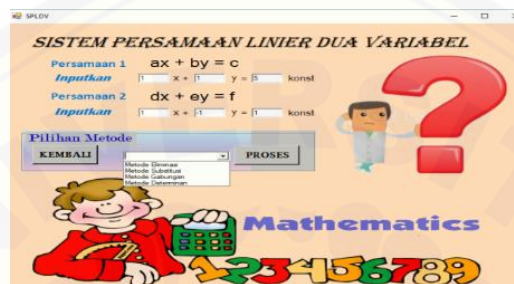 SPLDV
SISTEM PERSAMAAN LINIER DUA VARIABEL
Persamaan 1 ax + by = c
Inputkan 1 x + 1 y = 5 konst
Persamaan 2 dx + ey = f
Inputkan 1 x + -1 y = 1 konst
Pilihan Metode
KEMBALI PROSES
Metode Eliminasi
Metode Substitusi
Metode Gabungan
Metode Determinan
Mathematics
123456789